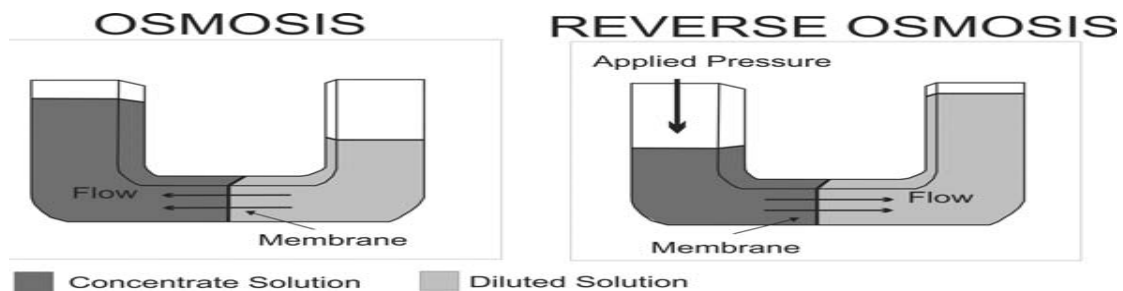 OSMOSIS
Flow
Membrane
REVERSE OSMOSIS
Applied Pressure
Flow
Membrane
Concentrate Solution
Diluted Solution